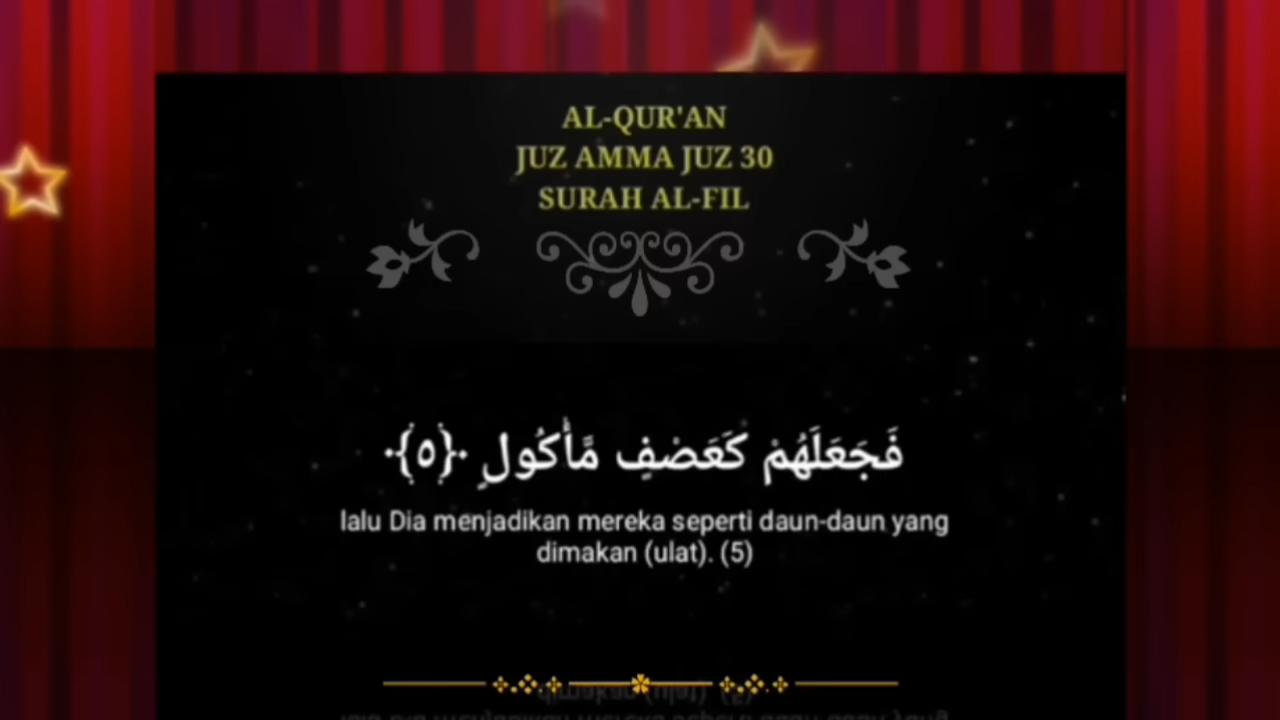 AL-QUR'AN
JUZ AMMA JUZ 30
SURAH AL-FIL
فَجَعَلَهُمْ كَعَصْفٍ مَّأْكُولٍ ﴿٥﴾
lalu Dia menjadikan mereka seperti daun-daun yang
dimakan (ulat). (5)